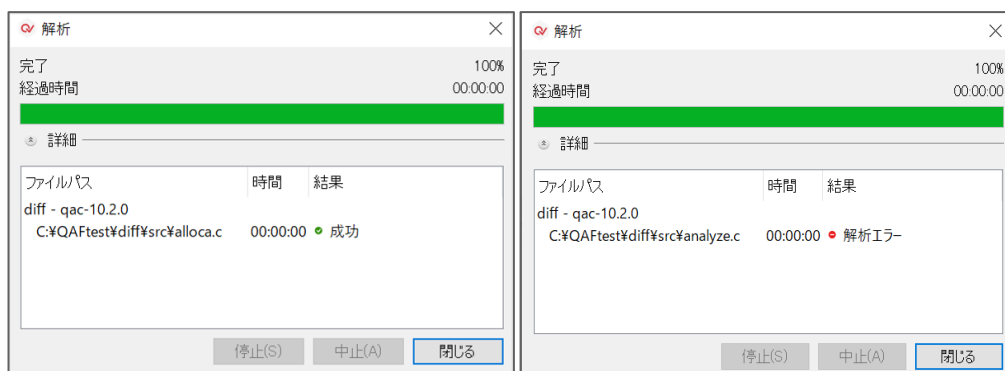 解析
完了 100%
経過時間 00:00:00
詳細
ファイルパス 時間 結果
diff - qac-10.2.0
C:¥QAFtest¥diff¥src¥alloca.c 00:00:00 成功
停止(S) 中止(A) 閉じる
解析
完了 100%
経過時間 00:00:00
詳細
ファイルパス 時間 結果
diff - qac-10.2.0
C:¥QAFtest¥diff¥src¥analyze.c 00:00:00 解析エラー
停止(S) 中止(A) 閉じる